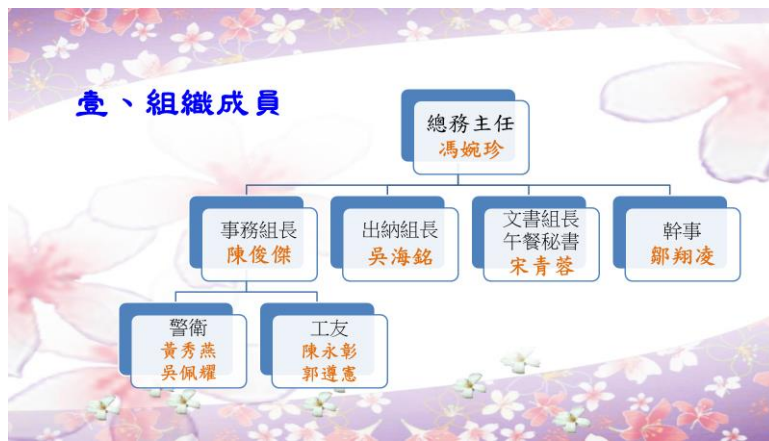 壹、組織成員
總務主任
馮婉珍
事務組長
陳俊傑
出納組長
吳海銘
文書組長
午餐秘書
宋青蓉
幹事
鄒翔凌
警衛
黃秀燕
吳佩耀
工友
陳永彰
郭遵憲